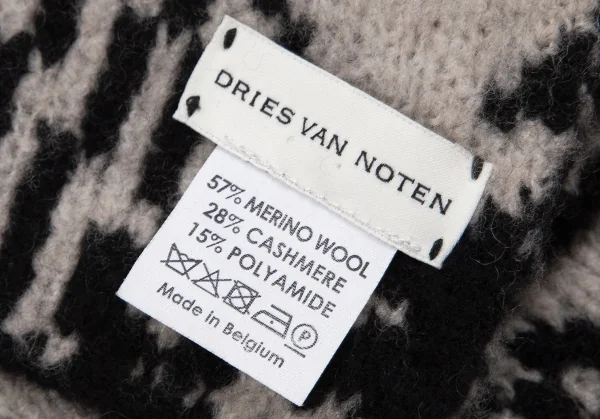 DRIES VAN NOTEN
57% MERINO WOOL
28% CASHMERE
15% POLYAMIDE
P
Made in Belgium